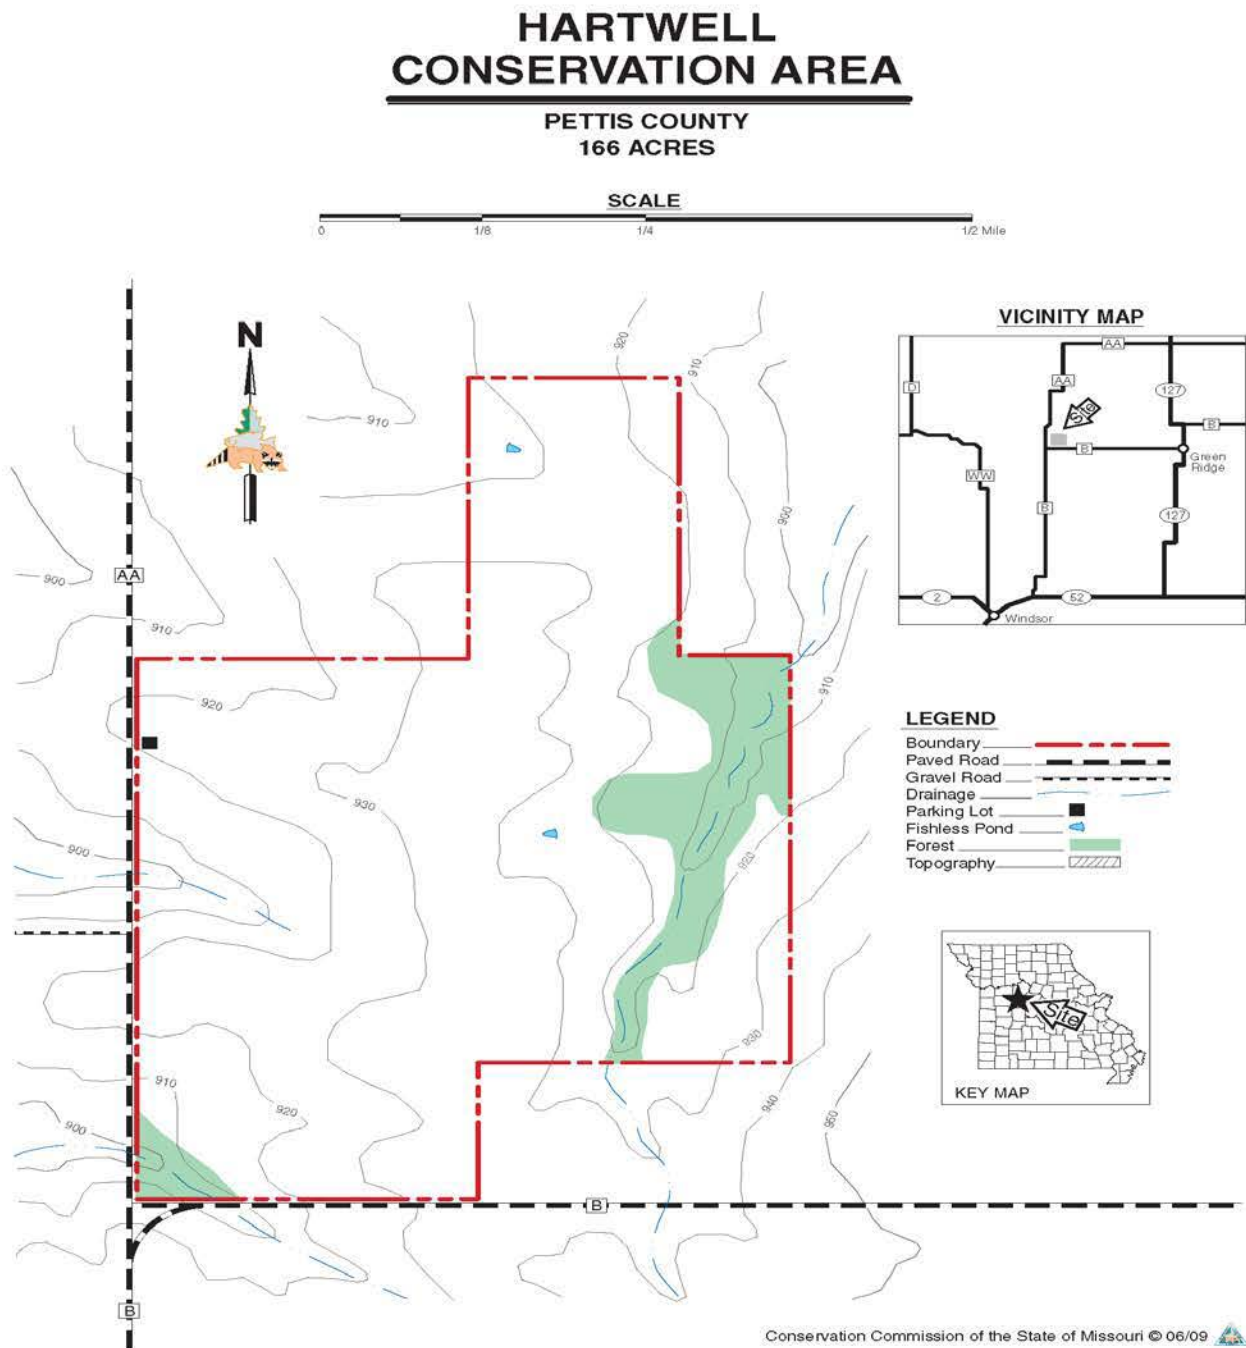 HARTWELL
CONSERVATION AREA
PETTIS COUNTY
166 ACRES
SCALE
0 1/8 1/4 1/2 Mile
N
920
910
910
900
900
AA
910
920
910
930
900
920
930
910
920
900
940
950
B
B
VICINITY MAP
AA
D
AA
127
Site
B
B
Green
Ridge
WW
B
127
2
52
Windsor
LEGEND
Boundary
Paved Road
Gravel Road
Drainage
Parking Lot
Fishless Pond
Forest
Topography
Site
KEY MAP
Conservation Commission of the State of Missouri © 06/09